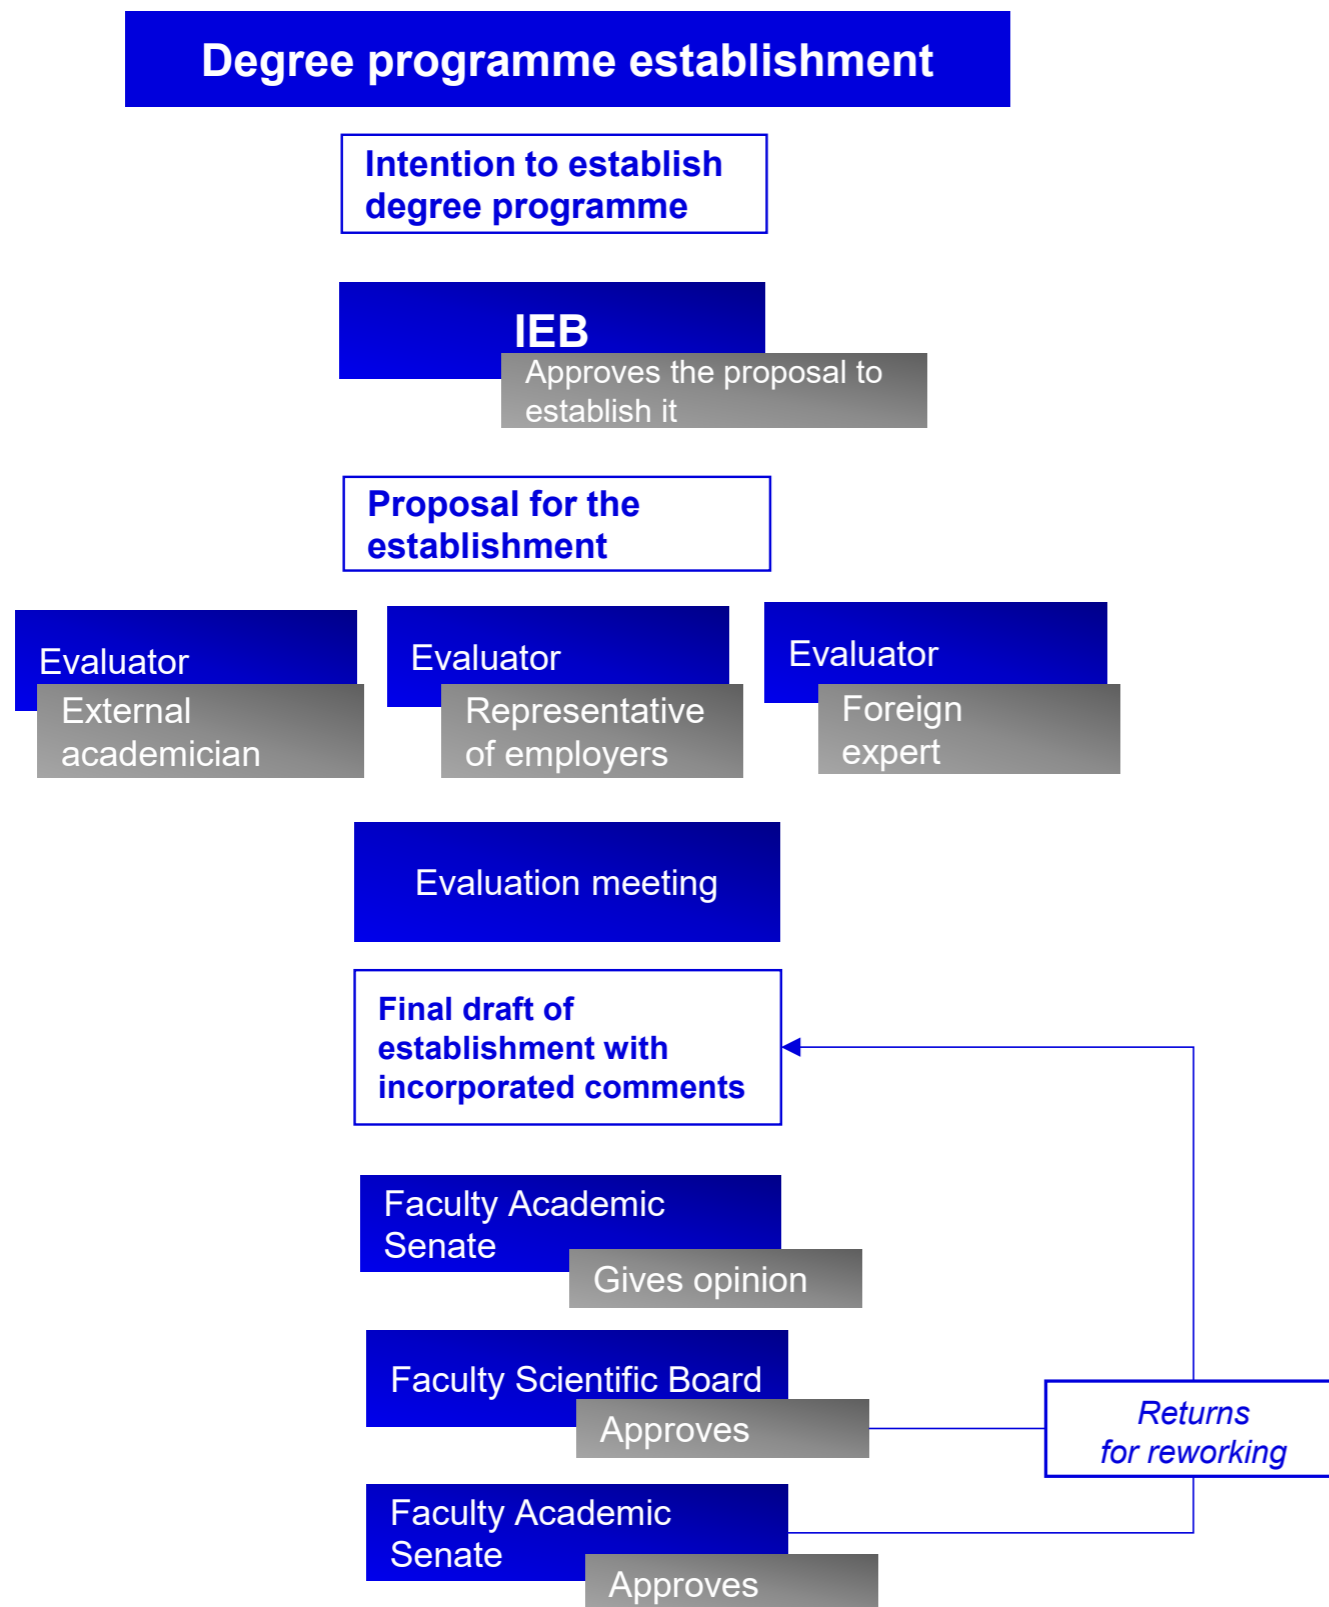 Degree programme establishment
Intention to establish
degree programme
IEB
Approves the proposal to
establish it
Proposal for the
establishment
Evaluator
External
academician
Evaluator
Representative
of employers
Evaluator
Foreign
expert
Evaluation meeting
Final draft of
establishment with
incorporated comments
Faculty Academic
Senate
Gives opinion
Faculty Scientific Board
Approves
Returns
for reworking
Faculty Academic
Senate
Approves